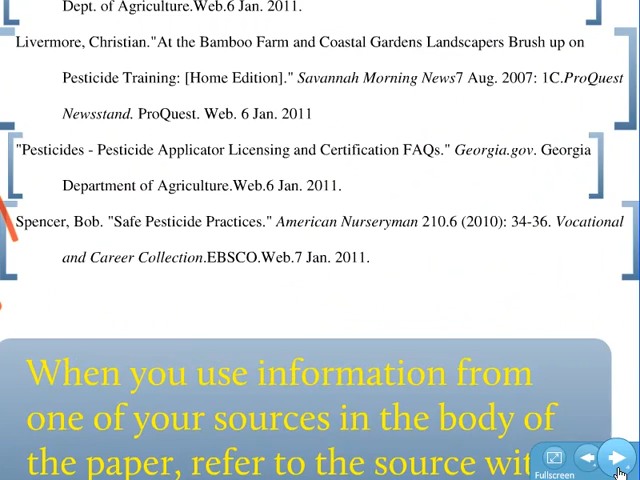 Dept. of Agriculture.Web.6 Jan. 2011.
Livermore, Christian."At the Bamboo Farm and Coastal Gardens Landscapers Brush up on
Pesticide Training: [Home Edition]." Savannah Morning News7 Aug. 2007: 1C.ProQuest
Newsstand. ProQuest. Web. 6 Jan. 2011
"Pesticides - Pesticide Applicator Licensing and Certification FAQs." Georgia.gov. Georgia
Department of Agriculture.Web.6 Jan. 2011.
Spencer, Bob. "Safe Pesticide Practices." American Nurseryman 210.6 (2010): 34-36. Vocational
and Career Collection.EBSCO.Web.7 Jan. 2011.
When you use information from
one of your sources in the body of
the paper, refer to the source wit
Fullscreen